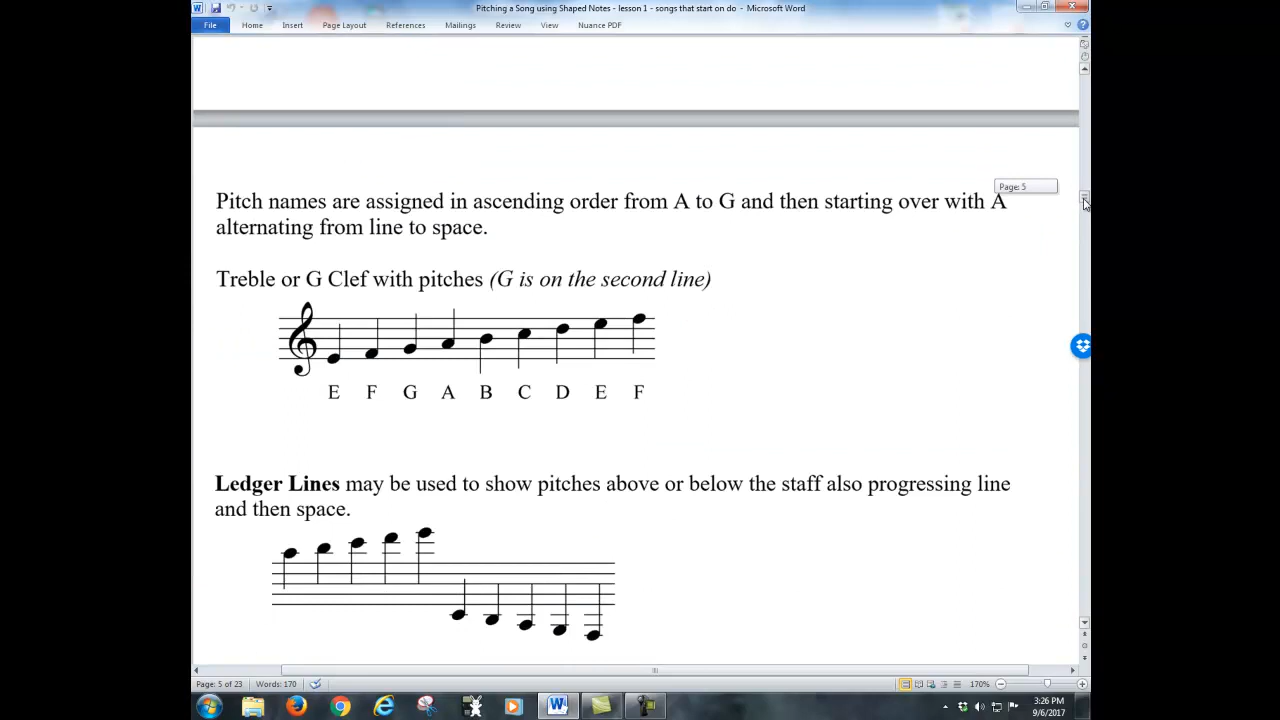 Pitching a Song using Shaped Notes - lesson 1 - songs that start on do - Microsoft Word
File Home Insert Page Layout References Mailings Review View Nuance PDF
Page: 5
Pitch names are assigned in ascending order from A to G and then starting over with A
alternating from line to space.
Treble or G Clef with pitches (G is on the second line)
E F G A B C D E F
Ledger Lines may be used to show pitches above or below the staff also progressing line
and then space.
Page: 5 of 23 Words: 170 170%
3:26 PM
9/6/2017